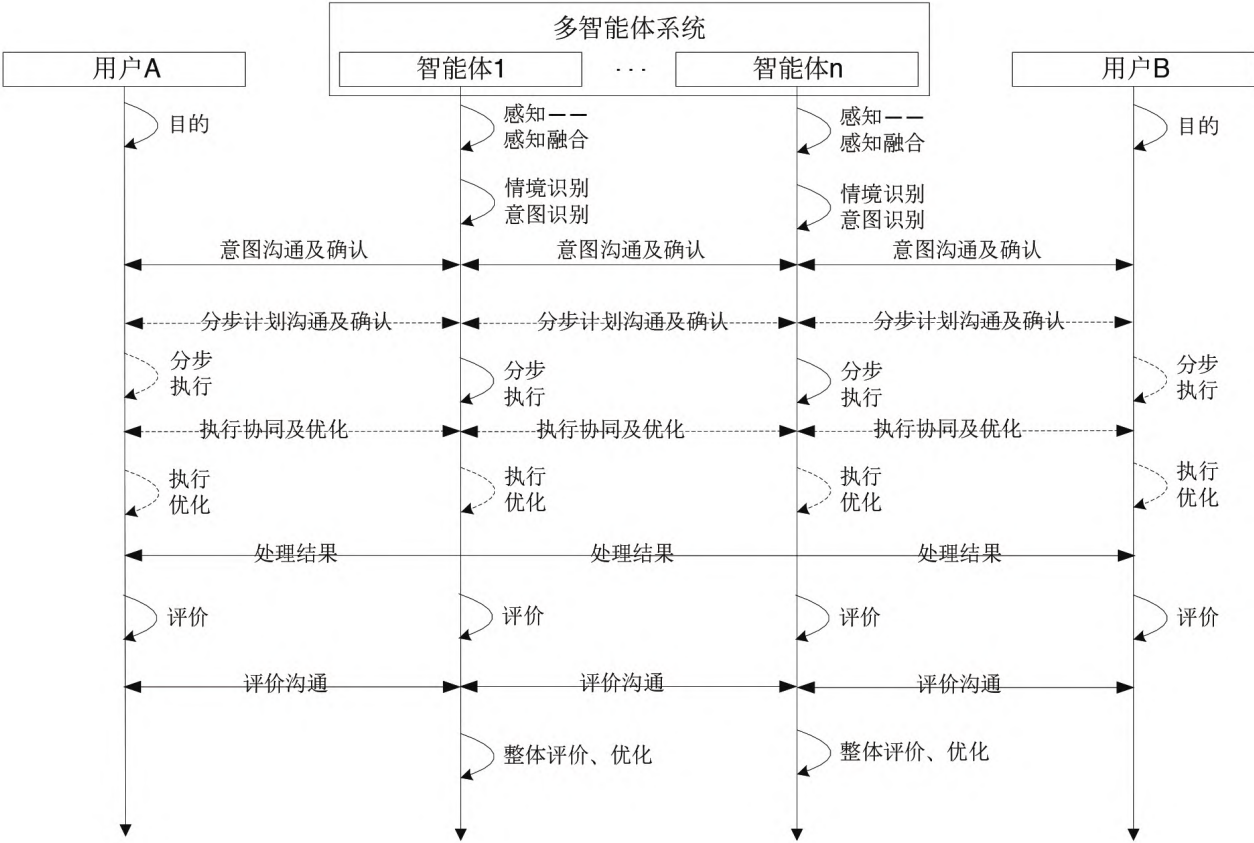 多智能体系统
用户A
智能体1
···
智能体n
用户B
目的
感知——
感知融合
感知——
感知融合
目的
情境识别
意图识别
情境识别
意图识别
意图沟通及确认
意图沟通及确认
意图沟通及确认
分步计划沟通及确认
分步计划沟通及确认
分步计划沟通及确认
分步
执行
分步
执行
分步
执行
分步
执行
执行协同及优化
执行协同及优化
执行协同及优化
执行
优化
执行
优化
执行
优化
执行
优化
处理结果
处理结果
处理结果
评价
评价
评价
评价
评价沟通
评价沟通
评价沟通
整体评价、优化
整体评价、优化